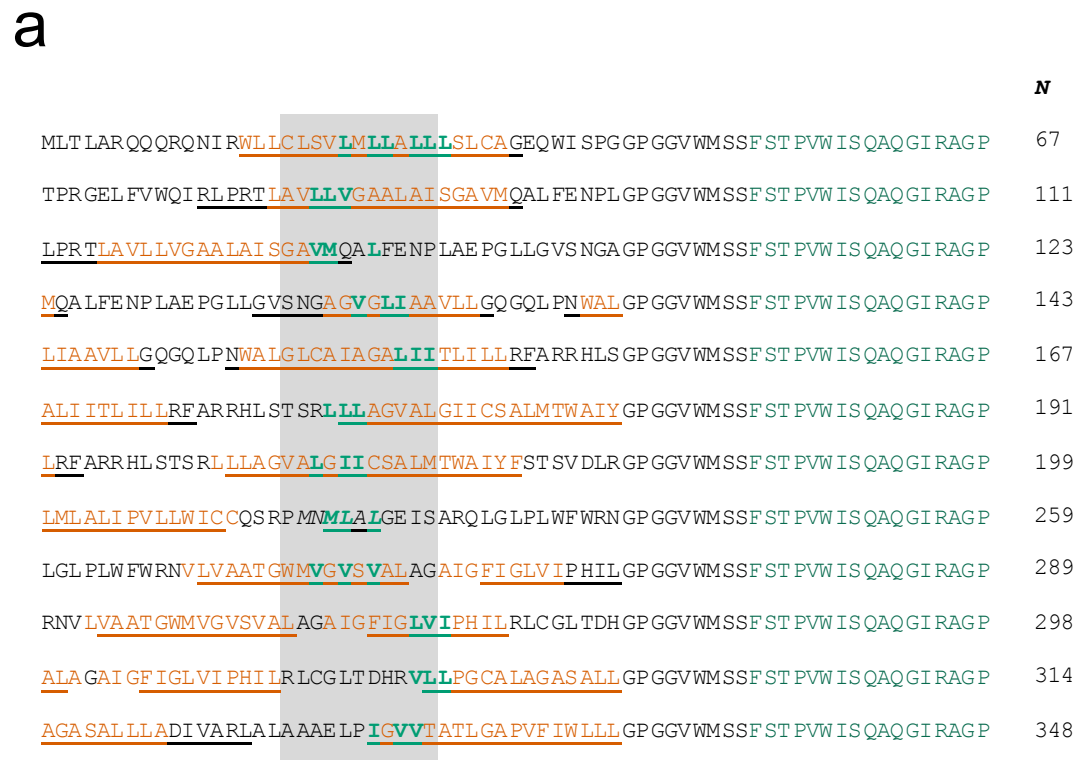 a
N
MLTLARQQQRQNIRWLLCLSVLMLLALLLSLCAGEQWISPGGPGGVWMSSFSTPVWISQAQGIRAGP 67
TPRGELFVWQIRLPRTLAVLLVGAALAISGAVMQALFENPLGPGGVWMSSFSTPVWISQAQGIRAGP 111
LPRTLAVLLVGAALAISGAVMQALFENPLAEPGLLGVSNGAGPGGVWMSSFSTPVWISQAQGIRAGP 123
MQALFENPLAEPGLLGVSNGAGVGLIAAVLLGQGQLPNWALGPGGVWMSSFSTPVWISQAQGIRAGP 143
LIAAVLLGQGQLPNWALGLCAIAGALIITLILLRFARRHLSGPGGVWMSSFSTPVWISQAQGIRAGP 167
ALIITLILLRFARRHLSTSRLLLAGVALGIICSALMTWAIYGPGGVWMSSFSTPVWISQAQGIRAGP 191
LRFARRHLSTSRLLLAGVALGIICSALMTWAIYFSTSVDLRGPGGVWMSSFSTPVWISQAQGIRAGP 199
LMLALIPVLLWICCQSRPMNMLALGEISARQLGLPLWFWRNGPGGVWMSSFSTPVWISQAQGIRAGP 259
LGLPLWFWRNVLVAATGWMVGVSVALAGAIGFIGLVIPHILGPGGVWMSSFSTPVWISQAQGIRAGP 289
RNVLVAATGWMVGVSVALAGAIGFIGLVIPHILRLCGLTDHGPGGVWMSSFSTPVWISQAQGIRAGP 298
ALAGAIGFIGLVIPHILRLCGLTDHRVLLPGCALAGASALLGPGGVWMSSFSTPVWISQAQGIRAGP 314
AGASALLLADIVARLALAAAELPIGVVTATLGAPVFIWLLLGPGGVWMSSFSTPVWISQAQGIRAGP 348